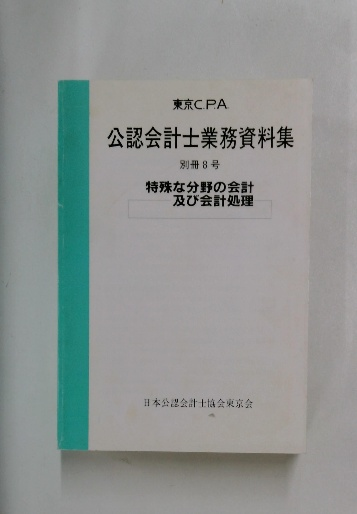 東京C.P.A.
公認会計士業務資料集
別冊8号
特殊な分野の会計
及び会計処理
日本公認会計士協会東京会